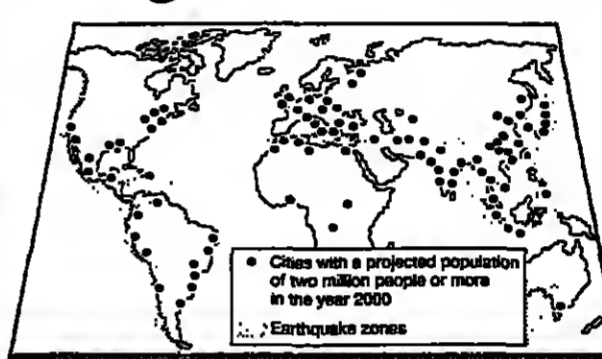 Cities with a projected population
of two million people or more
in the year 2000
Earthquake zones